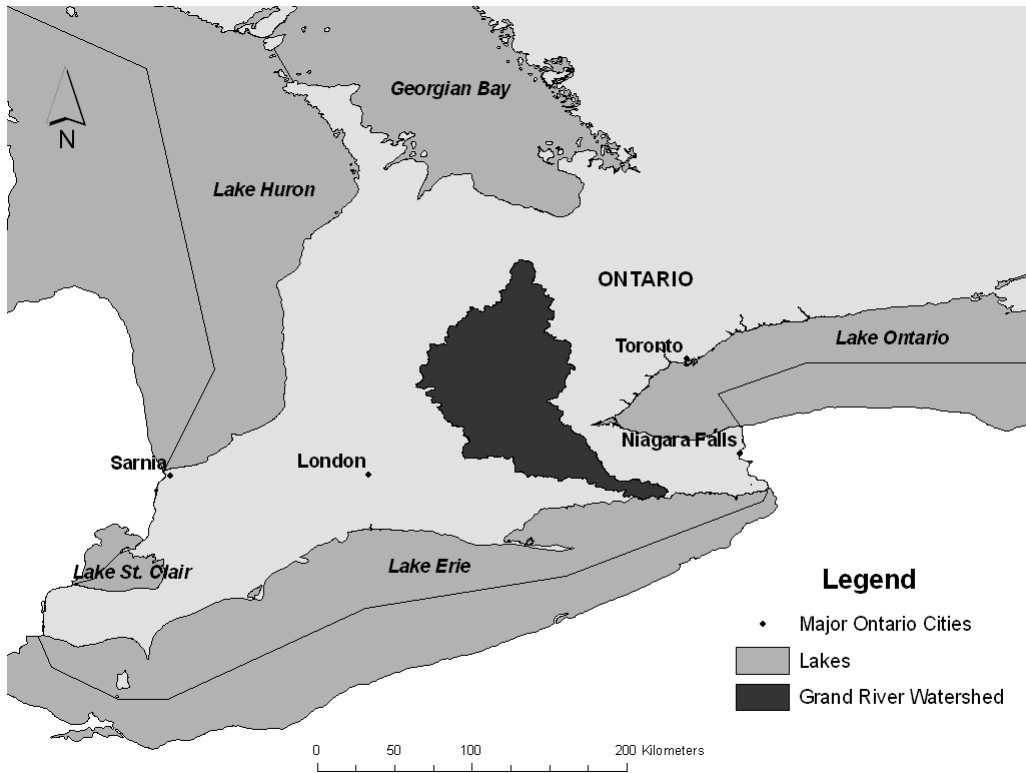 Georgian Bay
N
Lake Huron
ONTARIO
Toronto
Lake Ontario
Niagara Falls
Sarnia
London
Lake St. Clair
Lake Erie
Legend
Major Ontario Cities
Lakes
Grand River Watershed
0 50 100 200 Kilometers